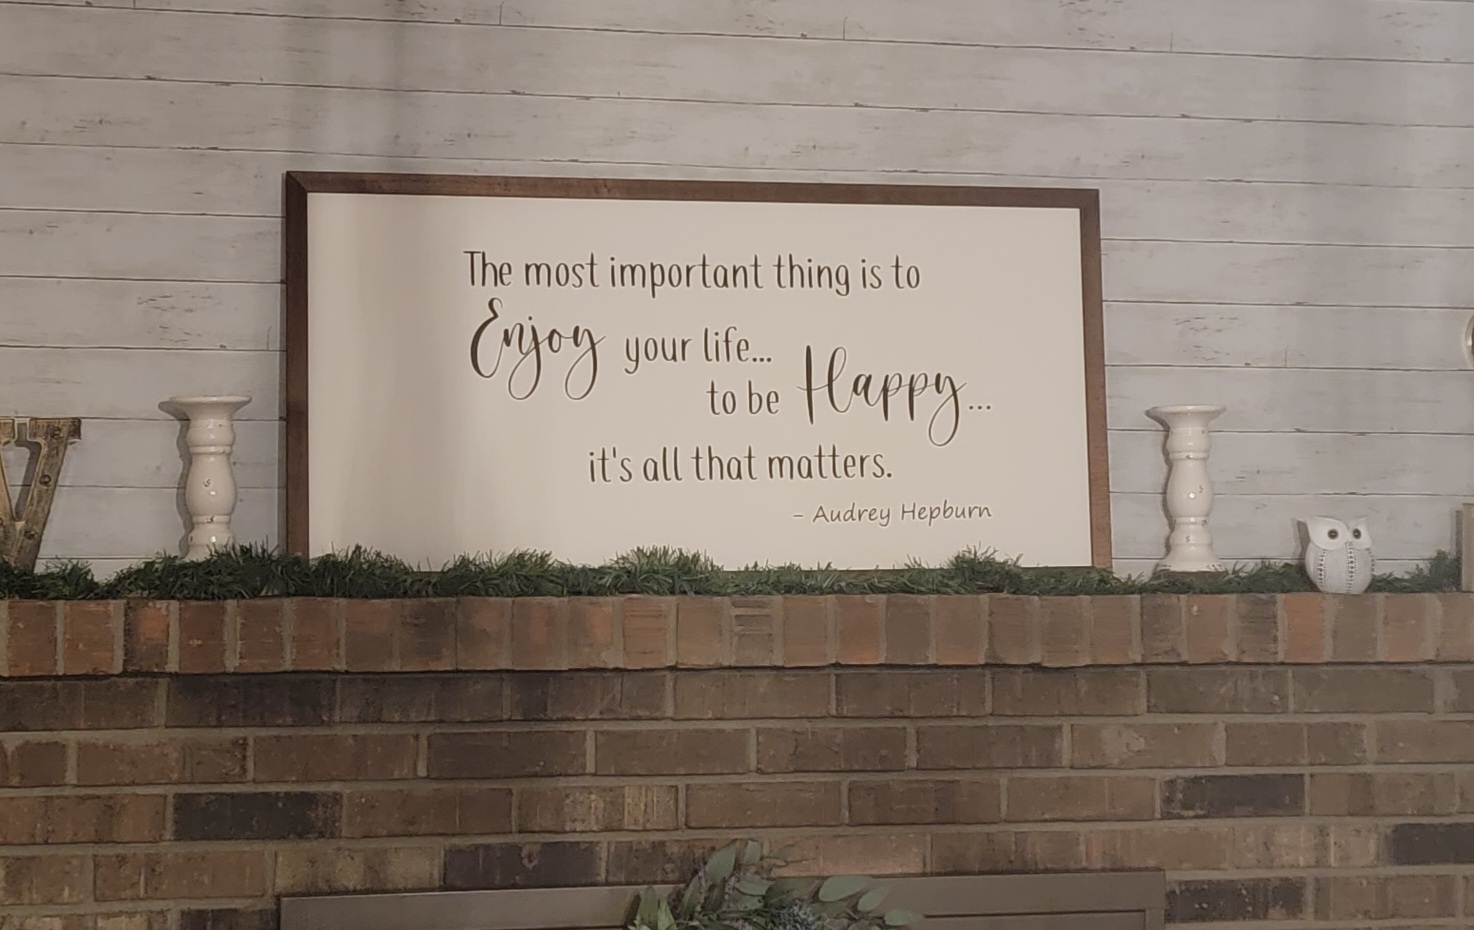 The most important thing is to
Enjoy your life...
to be Happy...
it's all that matters.
– Audrey Hepburn